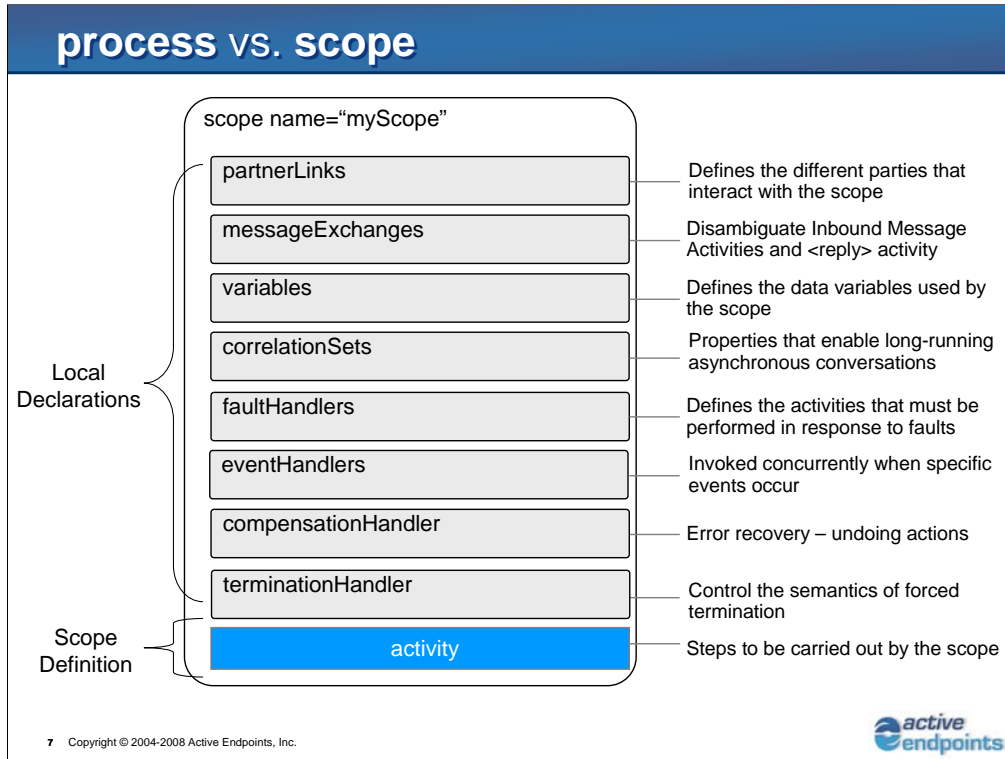 process vs. scope
scope name=“myScope”
partnerLinks
Defines the different parties that
interact with the scope
messageExchanges
Disambiguate Inbound Message
Activities and <reply> activity
variables
Defines the data variables used by
the scope
correlationSets
Properties that enable long-running
asynchronous conversations
Local
Declarations
faultHandlers
Defines the activities that must be
performed in response to faults
eventHandlers
Invoked concurrently when specific
events occur
compensationHandler
Error recovery – undoing actions
terminationHandler
Control the semantics of forced
termination
Scope
Definition
activity
Steps to be carried out by the scope
7 Copyright © 2004-2008 Active Endpoints, Inc.
active
endpoints